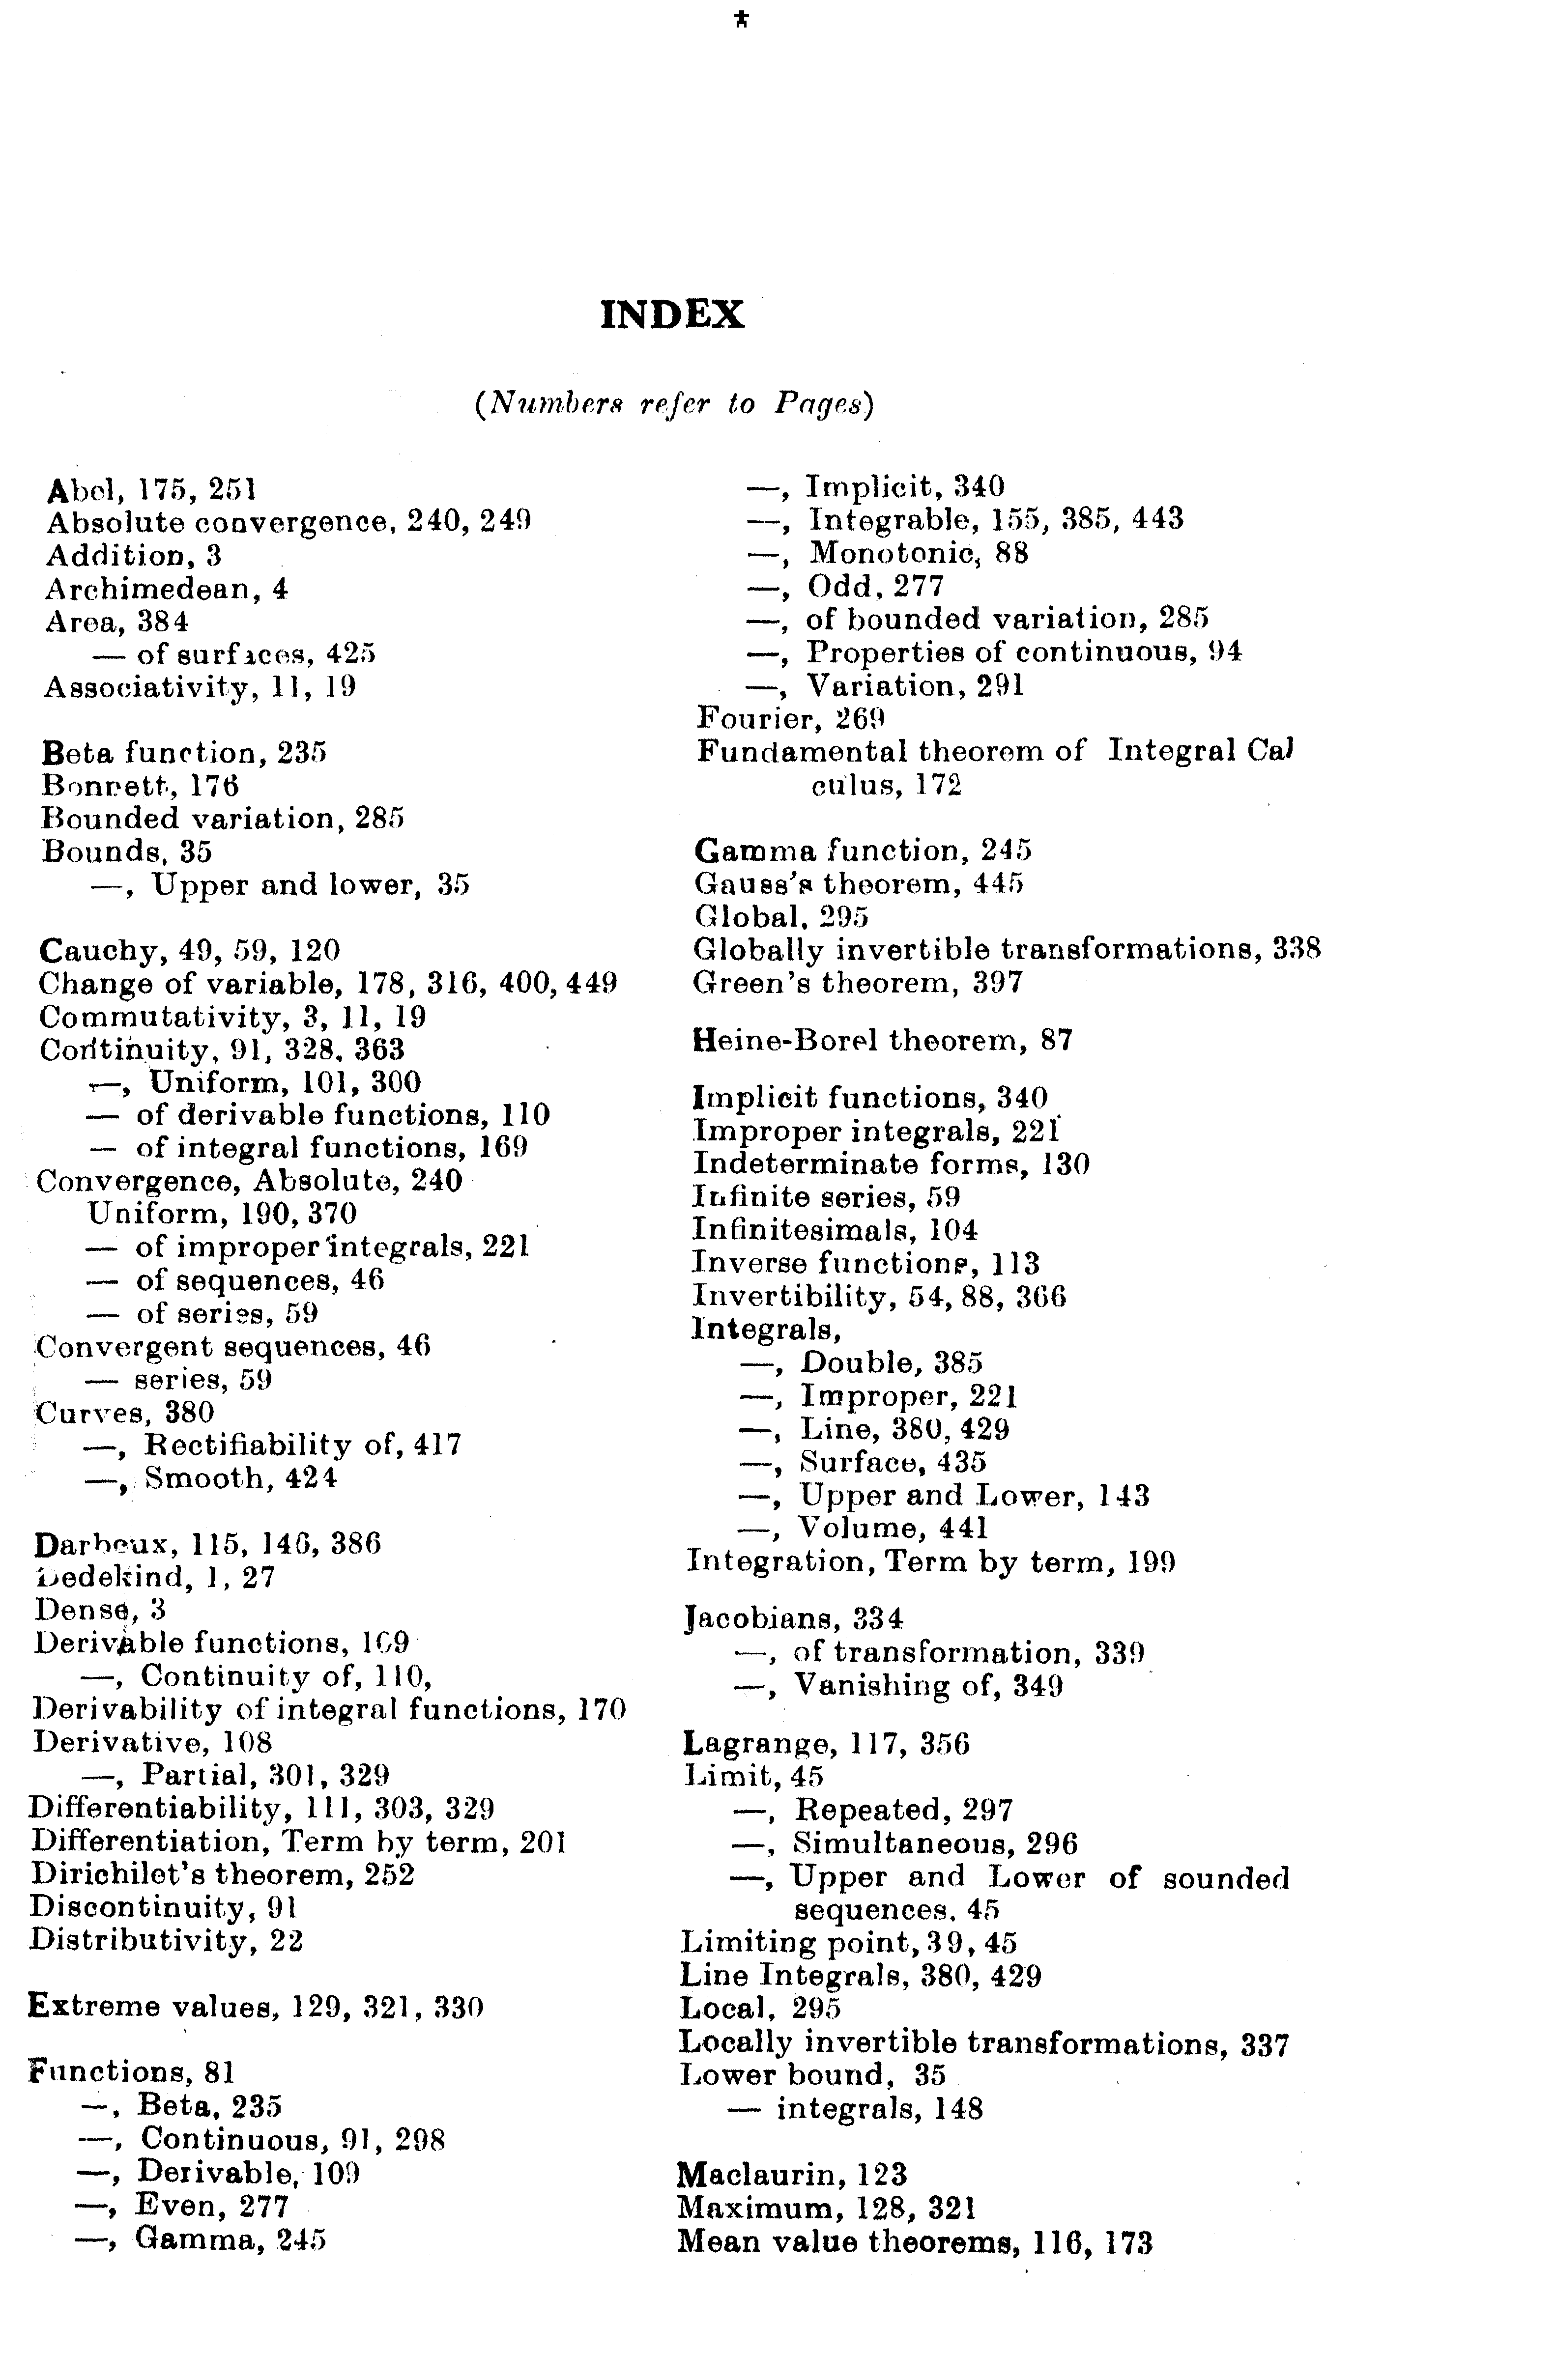 INDEX
(Numbers refer to Pages)
Abel, 175, 251
Absolute convergence, 240, 249
Addition, 3
Archimedean, 4
Area, 384
— of surfaces, 425
Associativity, 11, 19
Beta function, 235
Bonnett, 176
Bounded variation, 285
Bounds, 35
—, Upper and lower, 35
Cauchy, 49, 59, 120
Change of variable, 178, 316, 400, 449
Commutativity, 3, 11, 19
Continuity, 91, 328, 363
—, Uniform, 101, 300
— of derivable functions, 110
— of integral functions, 169
Convergence, Absolute, 240
Uniform, 190, 370
— of improper integrals, 221
— of sequences, 46
— of series, 59
Convergent sequences, 46
— series, 59
Curves, 380
—, Rectifiability of, 417
—, Smooth, 424
Darboux, 115, 146, 386
Dedekind, 1, 27
Dense, 3
Derivable functions, 109
—, Continuity of, 110,
Derivability of integral functions, 170
Derivative, 108
—, Partial, 301, 329
Differentiability, 111, 303, 329
Differentiation, Term by term, 201
Dirichilet's theorem, 252
Discontinuity, 91
Distributivity, 22
Extreme values, 129, 321, 330
Functions, 81
—, Beta, 235
—, Continuous, 91, 298
—, Derivable, 109
—, Even, 277
—, Gamma, 245
—, Implicit, 340
—, Integrable, 155, 385, 443
—, Monotonic, 88
—, Odd, 277
—, of bounded variation, 285
—, Properties of continuous, 94
—, Variation, 291
Fourier, 269
Fundamental theorem of Integral Cal
culus, 172
Gamma function, 245
Gauss's theorem, 445
Global, 295
Globally invertible transformations, 338
Green's theorem, 397
Heine-Borel theorem, 87
Implicit functions, 340
Improper integrals, 221
Indeterminate forms, 130
Infinite series, 59
Infinitesimals, 104
Inverse functions, 113
Invertibility, 54, 88, 366
Integrals,
—, Double, 385
—, Improper, 221
—, Line, 380, 429
—, Surface, 435
—, Upper and Lower, 143
—, Volume, 441
Integration, Term by term, 199
Jacobians, 334
—, of transformation, 339
—, Vanishing of, 349
Lagrange, 117, 356
Limit, 45
—, Repeated, 297
—, Simultaneous, 296
—, Upper and Lower of sounded
sequences, 45
Limiting point, 39, 45
Line Integrals, 380, 429
Local, 295
Locally invertible transformations, 337
Lower bound, 35
— integrals, 148
Maclaurin, 123
Maximum, 128, 321
Mean value theorems, 116, 173